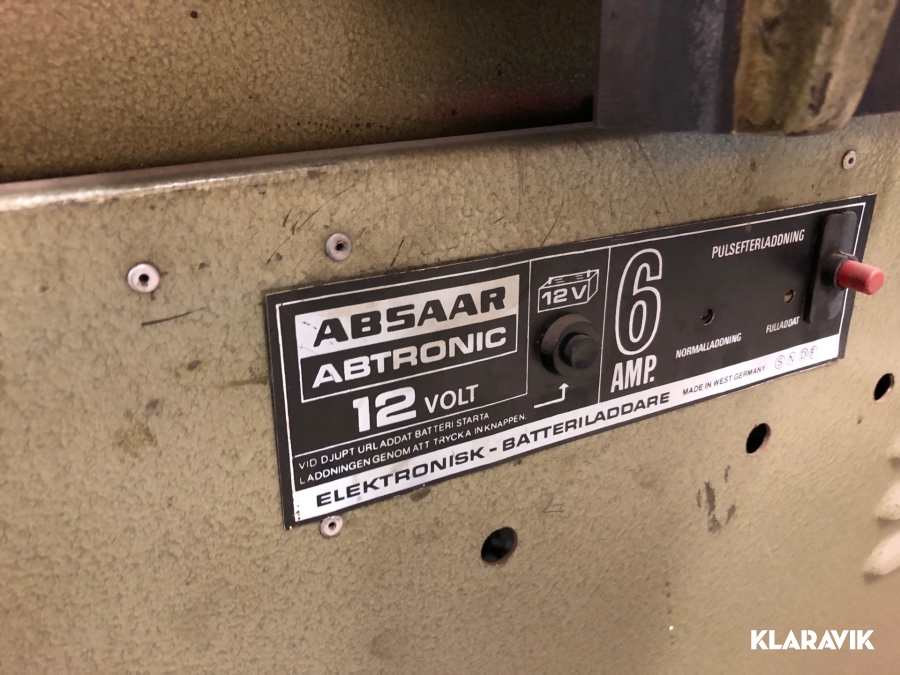 ABSAAR
ABTRONIC
12 VOLT
VID DJUPT URLADDAT BATTERI STARTA
LADDNINGEN GENOM ATT TRYCKA IN KNAPPEN.
12 V
6
AMP.
PULSEFTERLADDNING
NORMALLADDNING
FULLADDAT
ELEKTRONISK-BATTERILADDARE MADE IN WEST GERMANY S N D F
KLARAVIK